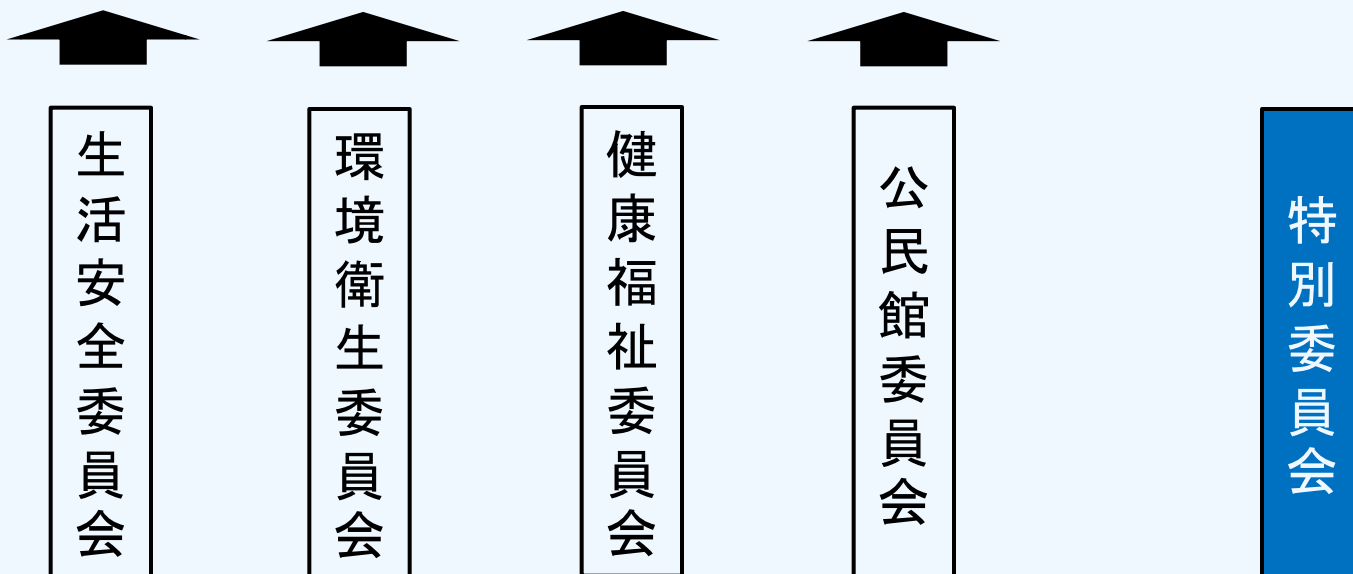 生活安全委員会
環境衛生委員会
健康福祉委員会
公民館委員会
特別委員会